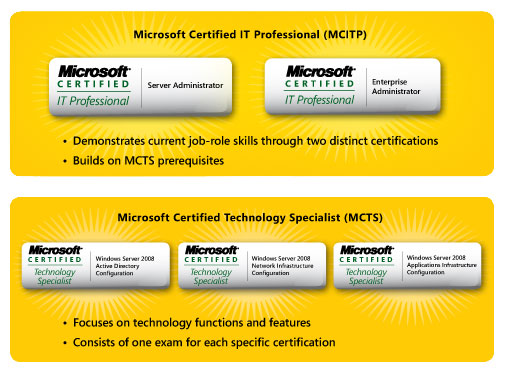 Microsoft Certified IT Professional (MCITP)
Microsoft
CERTIFIED
IT Professional
Server Administrator
Microsoft
CERTIFIED
IT Professional
Enterprise
Administrator
• Demonstrates current job-role skills through two distinct certifications
• Builds on MCTS prerequisites
Microsoft Certified Technology Specialist (MCTS)
Microsoft
CERTIFIED
Technology
Specialist
Windows Server 2008
Active Directory
Configuration
Microsoft
CERTIFIED
Technology
Specialist
Windows Server 2008
Network Infrastructure
Configuration
Microsoft
CERTIFIED
Technology
Specialist
Windows Server 2008
Applications Infrastructure
Configuration
• Focuses on technology functions and features
• Consists of one exam for each specific certification